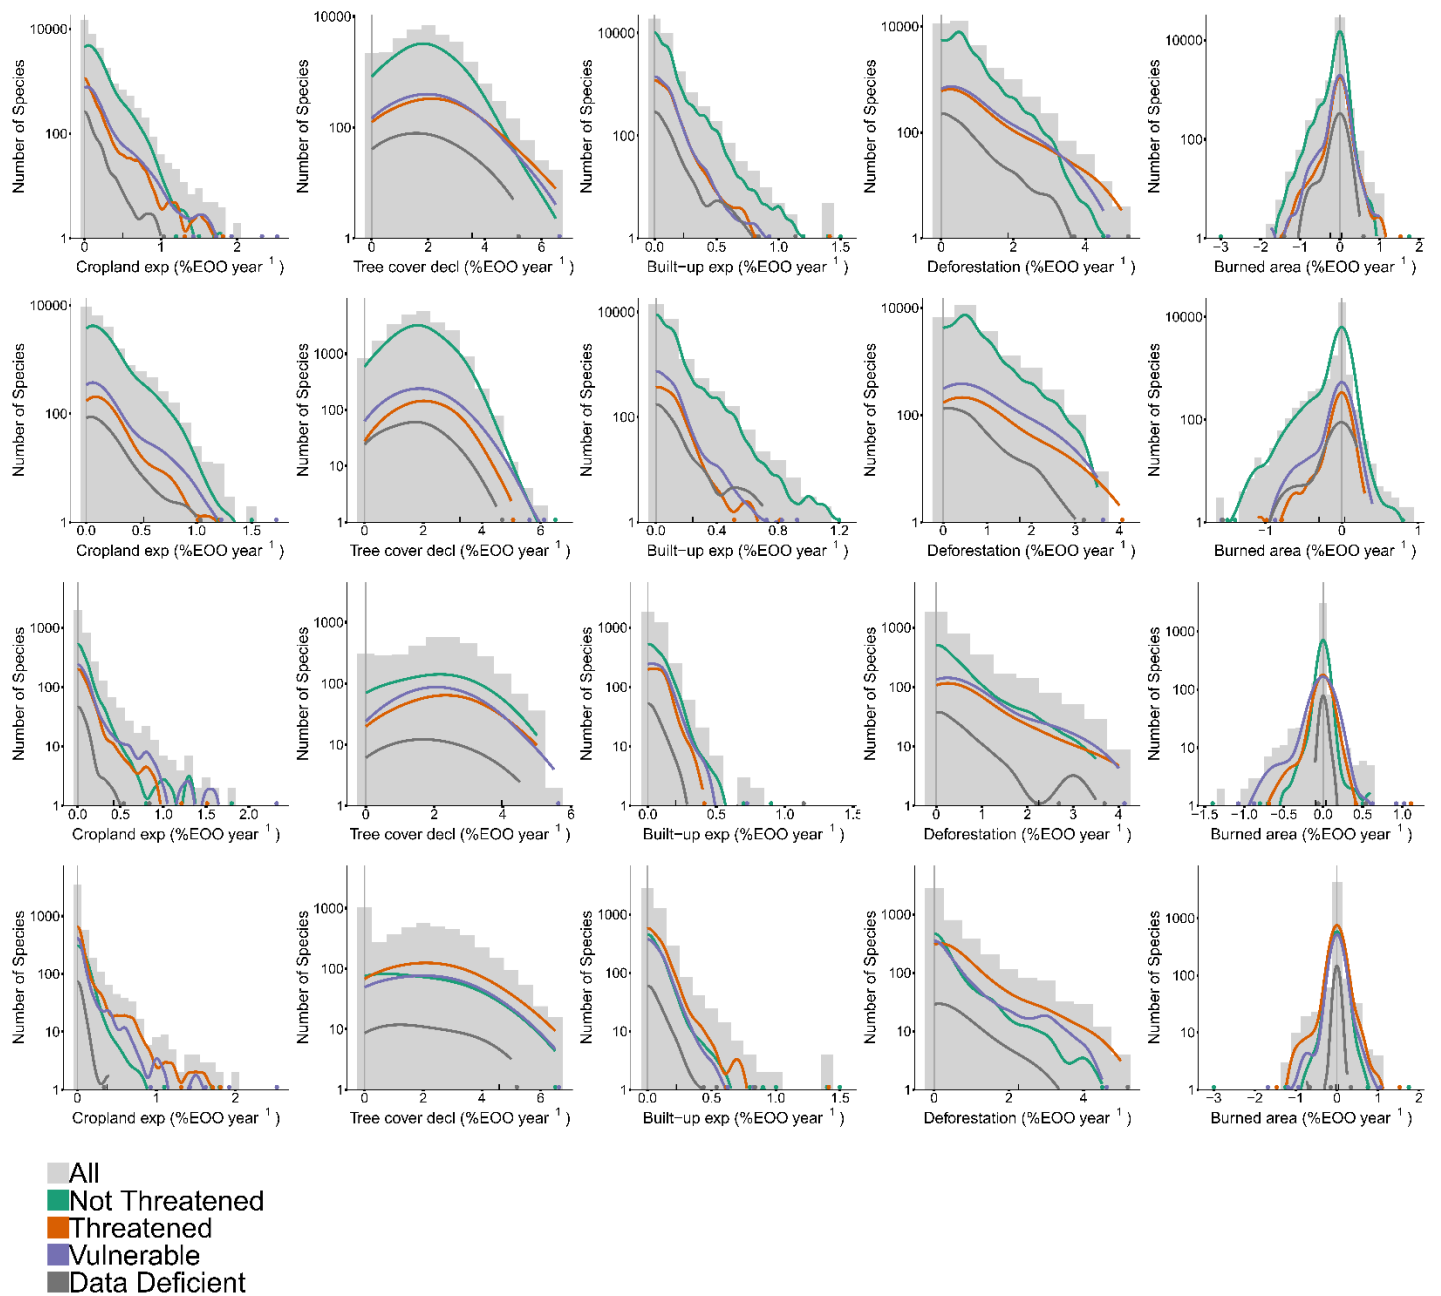 10000
100
1
Number of Species
0
1
2
Cropland exp (%EOO year 1 )
10000
100
1
Number of Species
0
2
4
6
Tree cover decl (%EOO year 1 )
10000
100
1
Number of Species
0.0
0.5
1.0
1.5
Built-up exp (%EOO year 1 )
10000
100
1
Number of Species
0
2
4
Deforestation (%EOO year 1 )
10000
100
1
Number of Species
−3 −2 −1 0 1 2
Burned area (%EOO year 1 )
10000
100
1
Number of Species
0.0 0.5 1.0 1.5
Cropland exp (%EOO year 1 )
1000
100
10
1
Number of Species
0 2 4 6
Tree cover decl (%EOO year 1 )
10000
100
1
Number of Species
0.0 0.4 0.8 1.2
Built-up exp (%EOO year 1 )
10000
100
1
Number of Species
0 1 2 3 4
Deforestation (%EOO year 1 )
10000
100
1
Number of Species
−1 0 1
Burned area (%EOO year 1 )
1000
100
10
1
Number of Species
0.0 0.5 1.0 1.5 2.0
Cropland exp (%EOO year 1 )
1000
100
10
1
Number of Species
0 2 4 6
Tree cover decl (%EOO year 1 )
1000
100
10
1
Number of Species
0.0 0.5 1.0 1.5
Built-up exp (%EOO year 1 )
1000
100
10
1
Number of Species
0 1 2 3 4
Deforestation (%EOO year 1 )
1000
100
10
1
Number of Species
−1.5 −1.0 −0.5 0.0 0.5 1.0
Burned area (%EOO year 1 )
1000
100
10
1
Number of Species
0 1 2
Cropland exp (%EOO year 1 )
1000
100
10
1
Number of Species
0 2 4 6
Tree cover decl (%EOO year 1 )
1000
100
10
1
Number of Species
0.0 0.5 1.0 1.5
Built-up exp (%EOO year 1 )
1000
100
10
1
Number of Species
0 2 4
Deforestation (%EOO year 1 )
1000
100
10
1
Number of Species
−3 −2 −1 0 1 2
Burned area (%EOO year 1 )
All
Not Threatened
Threatened
Vulnerable
Data Deficient